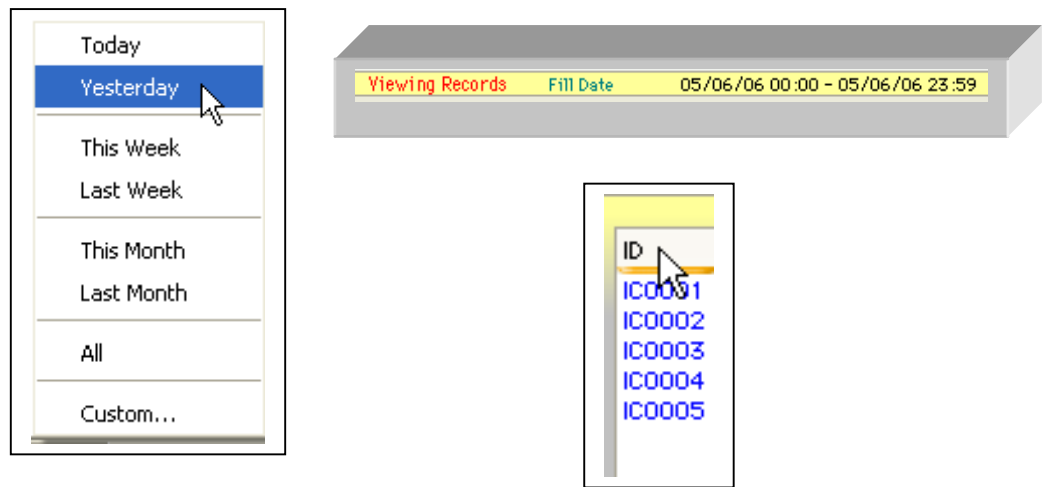 Today
Yesterday
This Week
Last Week
This Month
Last Month
All
Custom...
Viewing Records Fill Date 05/06/06 00:00 - 05/06/06 23:59
ID
IC0001
IC0002
IC0003
IC0004
IC0005